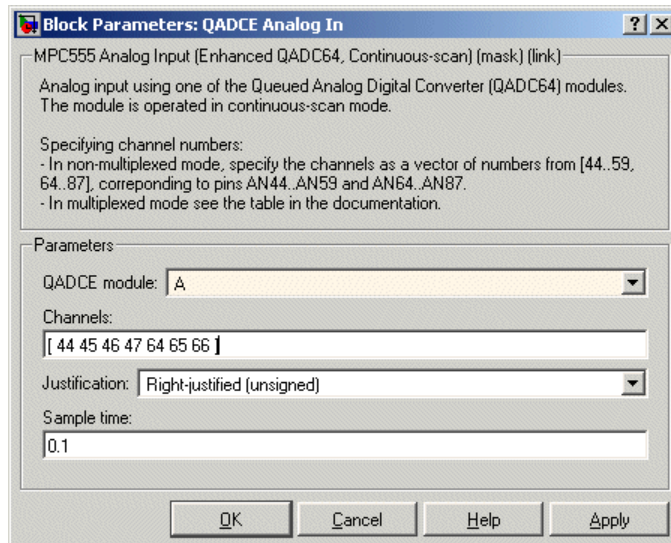 Block Parameters: QADCE Analog In
MPC555 Analog Input (Enhanced QADC64, Continuous-scan) (mask) (link)
Analog input using one of the Queued Analog Digital Converter (QADC64) modules.
The module is operated in continuous-scan mode.
Specifying channel numbers:
- In non-multiplexed mode, specify the channels as a vector of numbers from [44..59,
64..87], correponding to pins AN44..AN59 and AN64..AN87.
- In multiplexed mode see the table in the documentation.
Parameters
QADCE module: A
Channels:
[ 44 45 46 47 64 65 66 ]
Justification: Right-justified (unsigned)
Sample time:
0.1
OK Cancel Help Apply